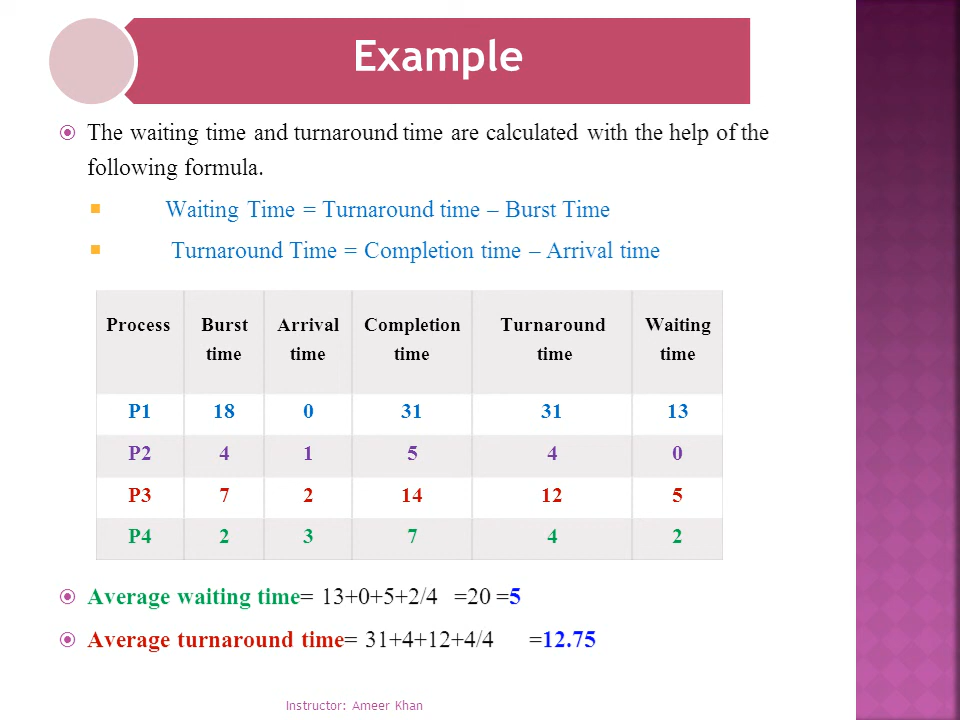 Example
The waiting time and turnaround time are calculated with the help of the
following formula.
Waiting Time = Turnaround time – Burst Time
Turnaround Time = Completion time – Arrival time
Process Burst time Arrival time Completion time Turnaround time Waiting time
P1 18 0 31 31 13
P2 4 1 5 4 0
P3 7 2 14 12 5
P4 2 3 7 4 2
Average waiting time= 13+0+5+2/4 =20 =5
Average turnaround time= 31+4+12+4/4 =12.75
Instructor: Ameer Khan